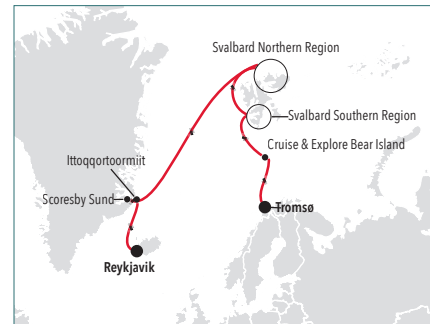 Svalbard Northern Region
Svalbard Southern Region
Cruise & Explore Bear Island
Ittoqqortoormiit
Scoresby Sund
Tromsø
Reykjavik